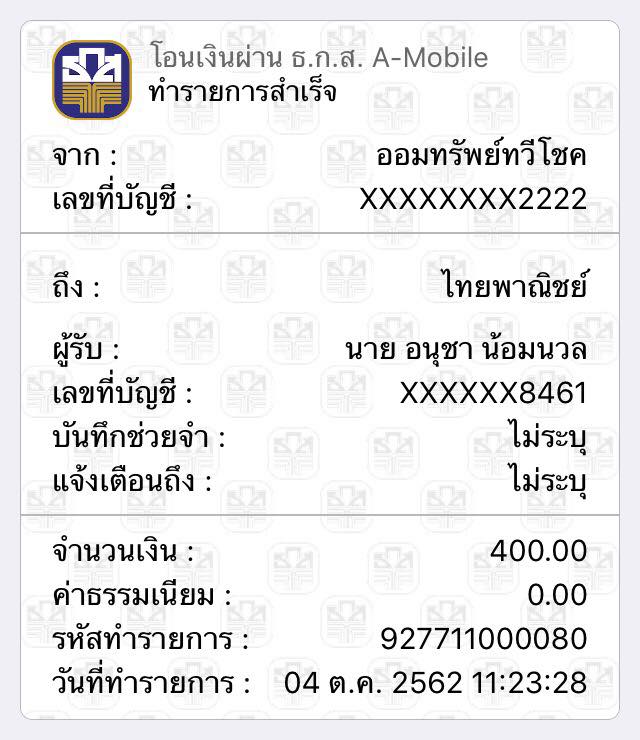 โอนเงินผ่าน ธ.ก.ส. A-Mobile
ทำรายการสำเร็จ
จาก : ออมทรัพย์ทวีโชค
เลขที่บัญชี : XXXXXXXX2222
ถึง : ไทยพาณิชย์
ผู้รับ : นาย อนุชา น้อมนวล
เลขที่บัญชี : XXXXXX8461
บันทึกช่วยจำ : ไม่ระบุ
แจ้งเตือนถึง : ไม่ระบุ
จำนวนเงิน : 400.00
ค่าธรรมเนียม : 0.00
รหัสทำรายการ : 927711000080
วันที่ทำรายการ : 04 ต.ค. 2562 11:23:28